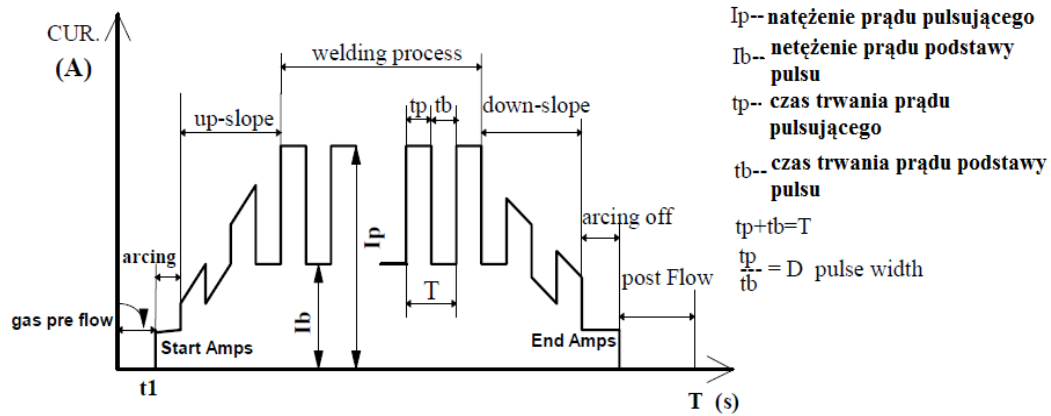 CUR.
(A)
welding process
tp tb
down-slope
up-slope
arcing off
arcing
Ip
post Flow
T
gas pre flow
Ib
Start Amps
End Amps
t1
T (s)
Ip-- natężenie prądu pulsującego
Ib-- netężenie prądu podstawy
pulsu
tp-- czas trwania prądu
pulsującego
tb-- czas trwania prądu podstawy
pulsu
tp+tb=T
tp
--- = D pulse width
tb